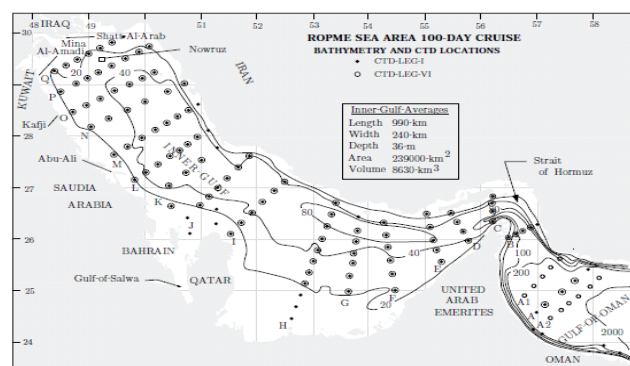 ROPME SEA AREA 100-DAY CRUISE
BATHYMETRY AND CTD LOCATIONS
CTD-LEG-I
CTD-LEG-VI
Inner-Gulf-Averages
Length 990-km
Width 240-km
Depth 36-m
Area 239000-km²
Volume 8630-km³
48 49 51 52 53 54 55 56 57 58
30
29
28
27
26
25
24
IRAQ
Shatt-Al-Arab
Mina
Al-Amadi
Nowruz
KUWAIT
IRAN
20
40
Q
P
O
Kafji
N
M
Abu-Ali
L
INNER-GULF
K
J
I
SAUDIA
ARABIA
BAHRAIN
QATAR
Gulf-of-Salwa
H
G
F
20
80
40
E
D
C
B
Strait
of Hormuz
UNITED
ARAB
EMERITES
100
200
A1
A
A2
GULF-OF-OMAN
2000
OMAN